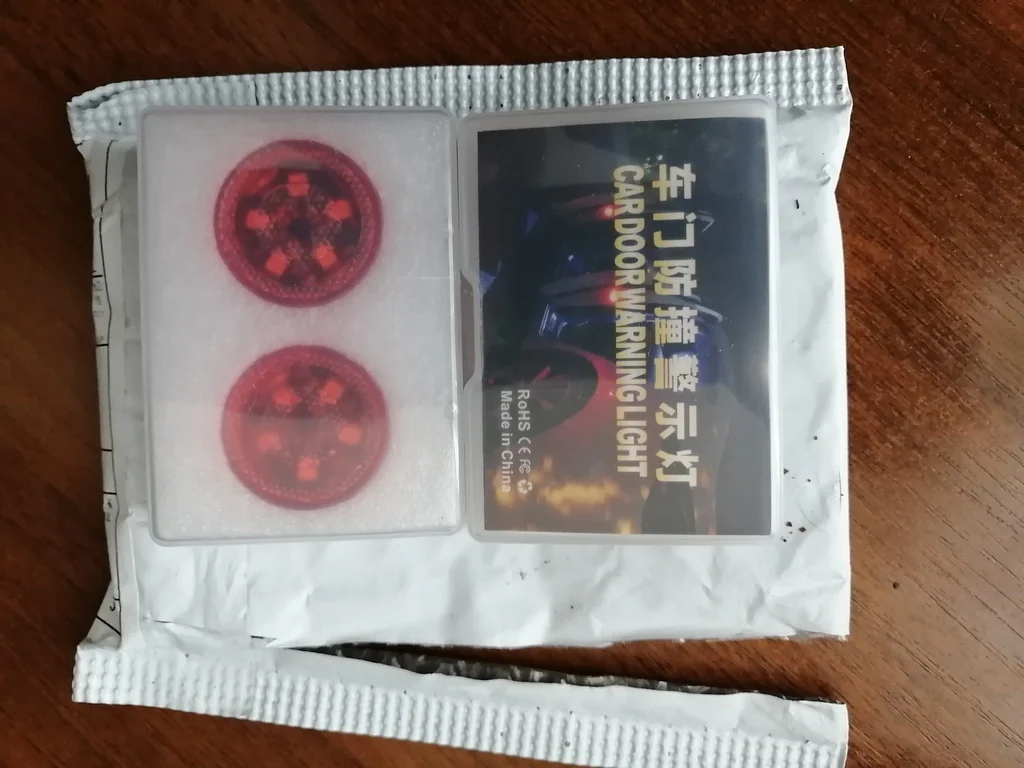 车门防撞警示灯
CAR DOOR WARNING LIGHT
RoHS CE FC
Made in China